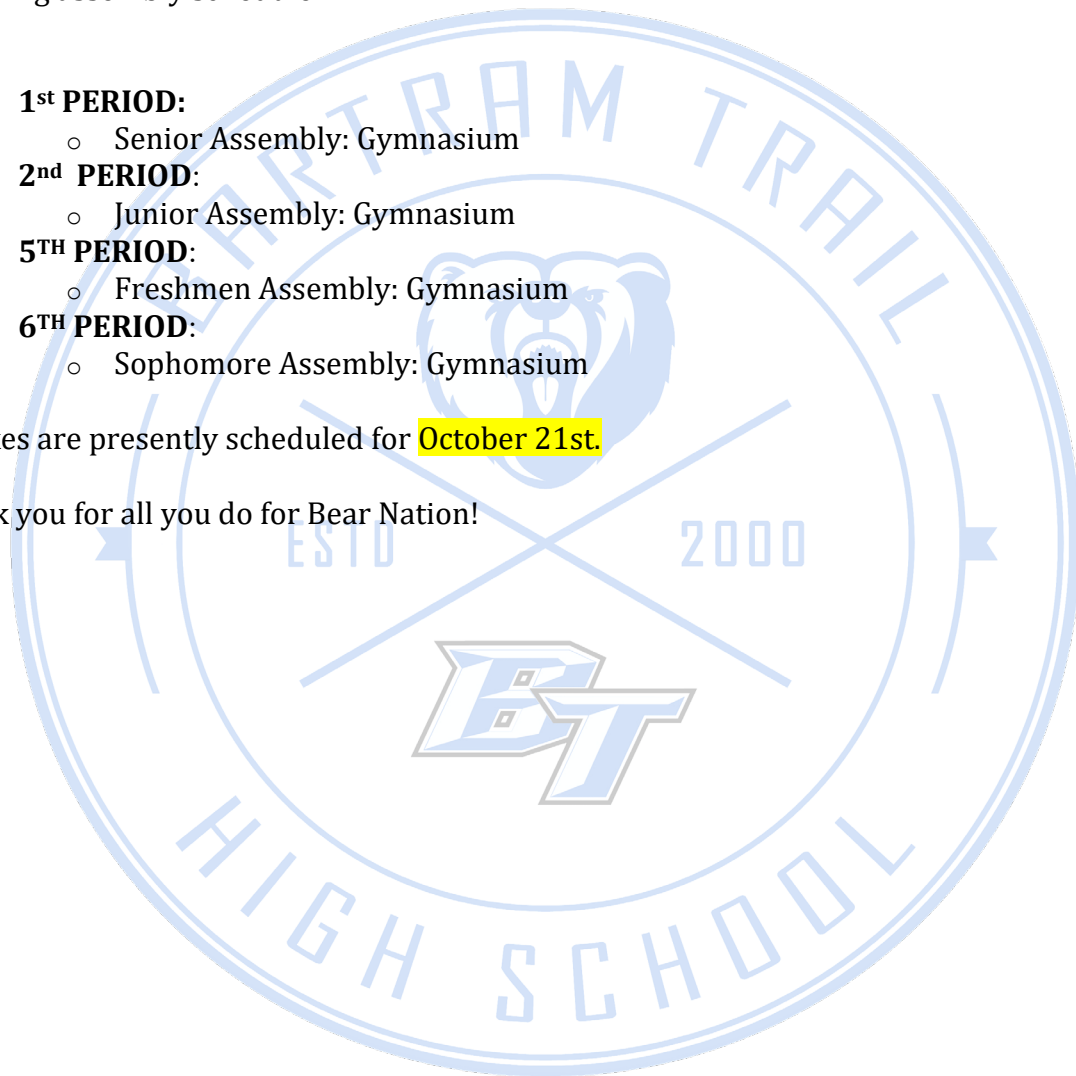 assembly schedule
1st PERIOD:
o Senior Assembly: Gymnasium
2nd PERIOD:
o Junior Assembly: Gymnasium
5TH PERIOD:
o Freshmen Assembly: Gymnasium
6TH PERIOD:
o Sophomore Assembly: Gymnasium
are presently scheduled for October 21st.
you for all you do for Bear Nation!
BARTRAM TRAIL
ESTD 2000
BT
HIGH SCHOOL